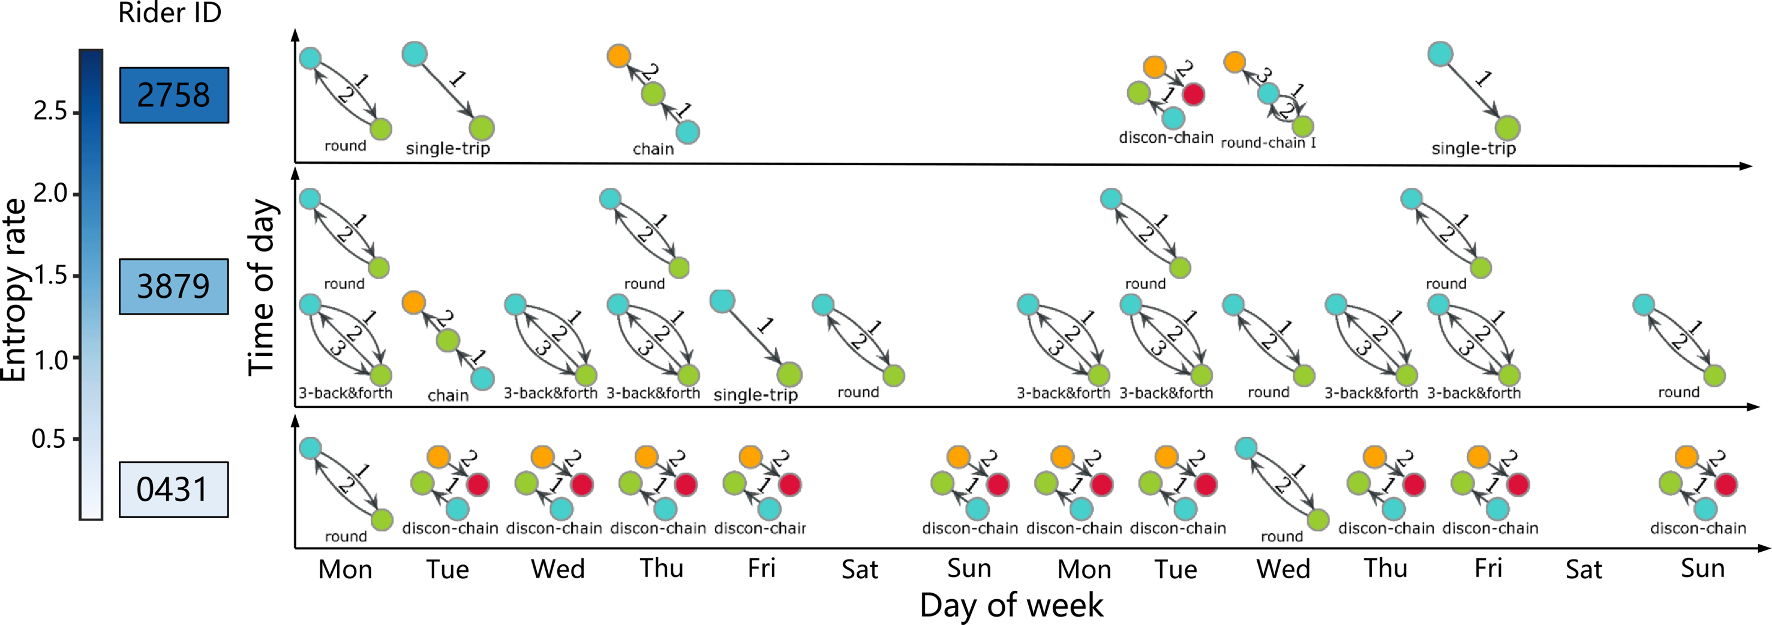 Rider ID
Entropy rate
2.5
2.0
1.5
1.0
0.5
2758
3879
0431
Time of day
1 2 1 2 1 2 1 3 1 2 1
round single-trip chain discon-chain round-chain I single-trip
1 2 1 2 1 2 1 2
round round round round
1 2 3 2 1 1 2 3 1 2 3 1 1 2 1 2 3 1 2 3 1 2 1 2 3 1 2 3 1 2
3-back&forth chain 3-back&forth 3-back&forth single-trip round 3-back&forth 3-back&forth round 3-back&forth 3-back&forth round
1 2 2 1 2 1 2 1 2 1 2 1 2 1 2 1 1 2 2 1 2 1 2 1
round discon-chain discon-chain discon-chain discon-chair discon-chain discon-chain discon-chain round discon-chain discon-chain discon-chain
Mon Tue Wed Thu Fri Sat Sun Mon Tue Wed Thu Fri Sat Sun
Day of week